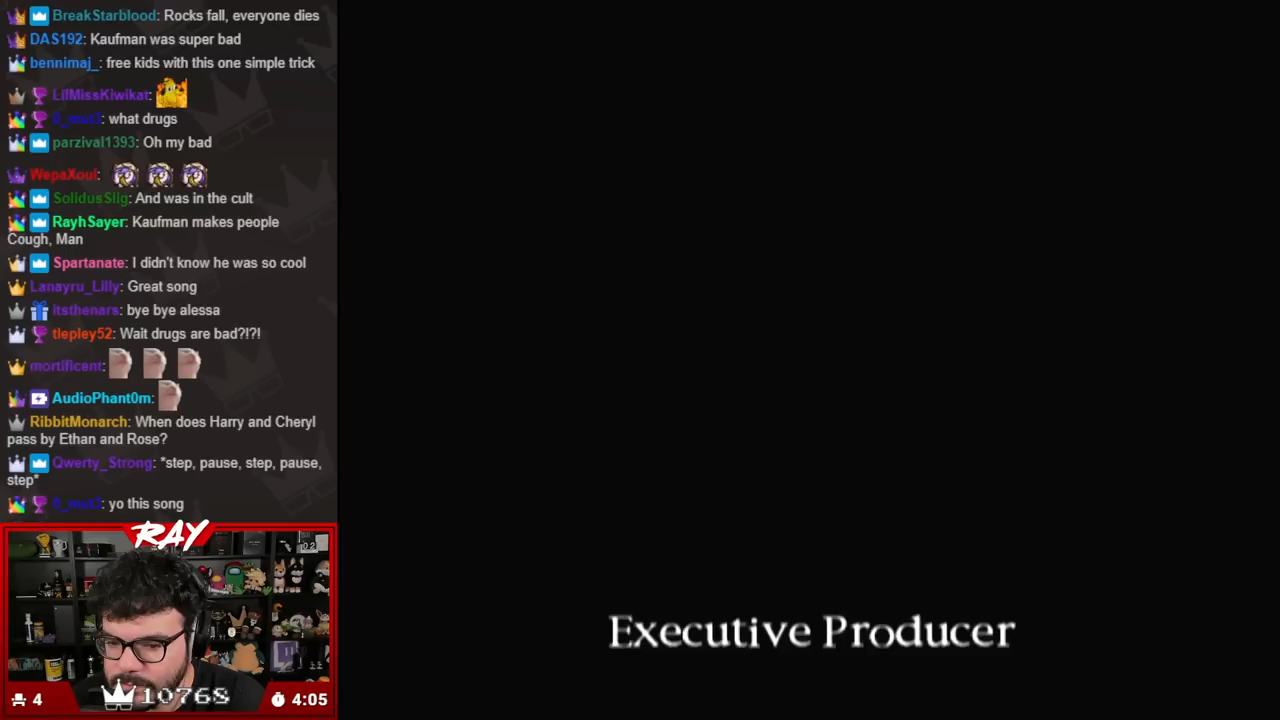 BreakStarblood: Rocks fall, everyone dies
DAS192: Kaufman was super bad
bennimaj_: free kids with this one simple trick
LilMissKiwikat:
0_mut3: what drugs
parzival1393: Oh my bad
WepaXoul:
SolidusSlig: And was in the cult
RayhSayer: Kaufman makes people
Cough, Man
Spartanate: I didn't know he was so cool
Lanayru_Lilly: Great song
itsthenars: bye bye alessa
tlepley52: Wait drugs are bad?!?!
mortificent:
AudioPhant0m:
RibbitMonarch: When does Harry and Cheryl
pass by Ethan and Rose?
Qwerty_Strong: *step, pause, step, pause,
step*
0_mut3: yo this song
RAY
4
10768
4:05
Executive Producer